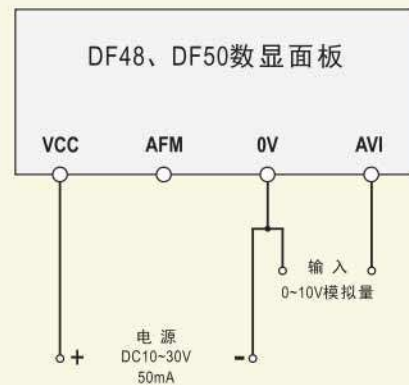 DF48、DF50数显面板
VCC AFM 0V AVI
输入
0~10V模拟量
电源
+ DC10~30V -
50mA